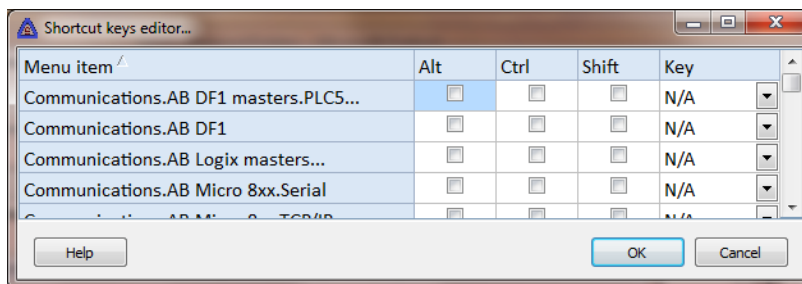 Shortcut keys editor...
Menu item Alt Ctrl Shift Key
Communications.AB DF1 masters.PLC5... N/A
Communications.AB DF1 N/A
Communications.AB Logix masters... N/A
Communications.AB Micro 8xx.Serial N/A
Help OK Cancel